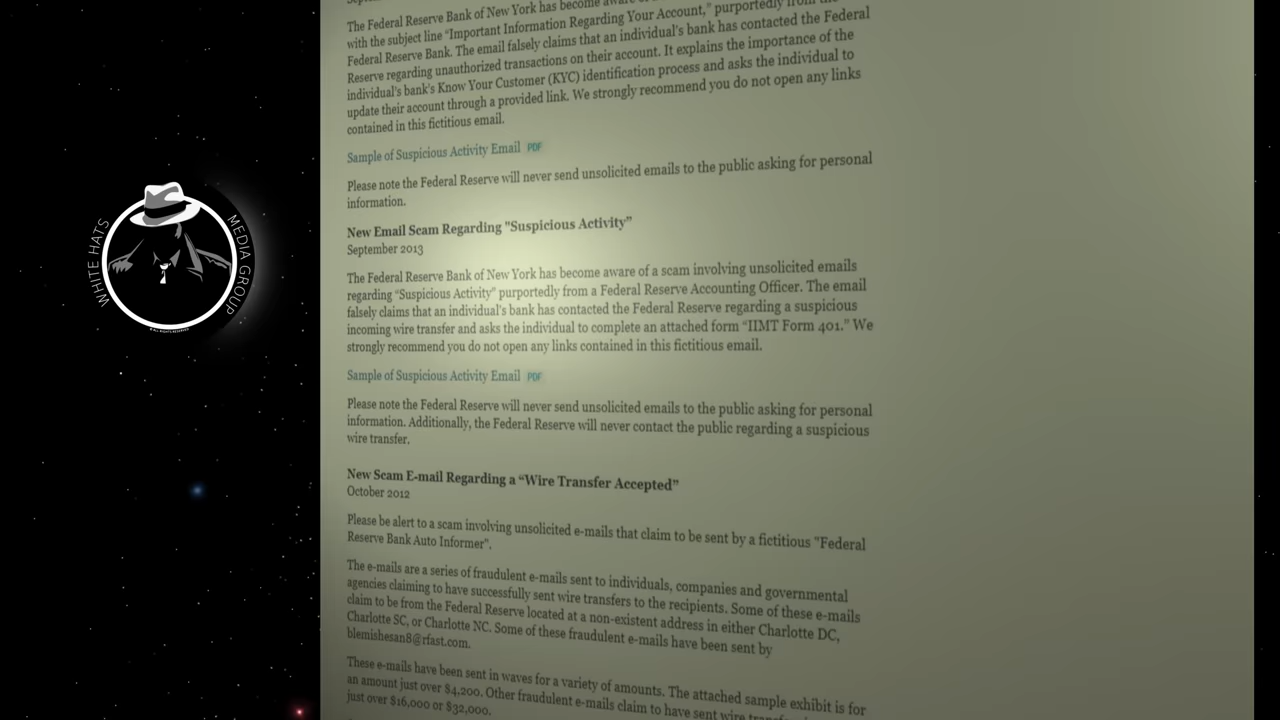 WHITE HATS
MEDIA GROUP
The Federal Reserve Bank of New York has become aware of
with the subject line “Important Information Regarding Your Account,” purportedly from the
Federal Reserve Bank. The email falsely claims that an individual's bank has contacted the Federal
Reserve regarding unauthorized transactions on their account. It explains the importance of the
individual's bank's Know Your Customer (KYC) identification process and asks the individual to
update their account through a provided link. We strongly recommend you do not open any links
contained in this fictitious email.
Sample of Suspicious Activity Email PDF
Please note the Federal Reserve will never send unsolicited emails to the public asking for personal
information.
New Email Scam Regarding "Suspicious Activity”
September 2013
The Federal Reserve Bank of New York has become aware of a scam involving unsolicited emails
regarding “Suspicious Activity” purportedly from a Federal Reserve Accounting Officer. The email
falsely claims that an individual's bank has contacted the Federal Reserve regarding a suspicious
incoming wire transfer and asks the individual to complete an attached form “IIMT Form 401.” We
strongly recommend you do not open any links contained in this fictitious email.
Sample of Suspicious Activity Email PDF
Please note the Federal Reserve will never send unsolicited emails to the public asking for personal
information. Additionally, the Federal Reserve will never contact the public regarding a suspicious
wire transfer.
New Scam E-mail Regarding a “Wire Transfer Accepted”
October 2012
Please be alert to a scam involving unsolicited e-mails that claim to be sent by a fictitious "Federal
Reserve Bank Auto Informer".
The e-mails are a series of fraudulent e-mails sent to individuals, companies and governmental
agencies claiming to have successfully sent wire transfers to the recipients. Some of these e-mails
claim to be from the Federal Reserve located at a non-existent address in either Charlotte DC,
Charlotte SC, or Charlotte NC. Some of these fraudulent e-mails have been sent by
blemishesan8@rfast.com.
These e-mails have been sent in waves for a variety of amounts. The attached sample exhibit is for
an amount just over $4,200. Other fraudulent e-mails claim to have sent wire
just over $16,000 or $32,000.